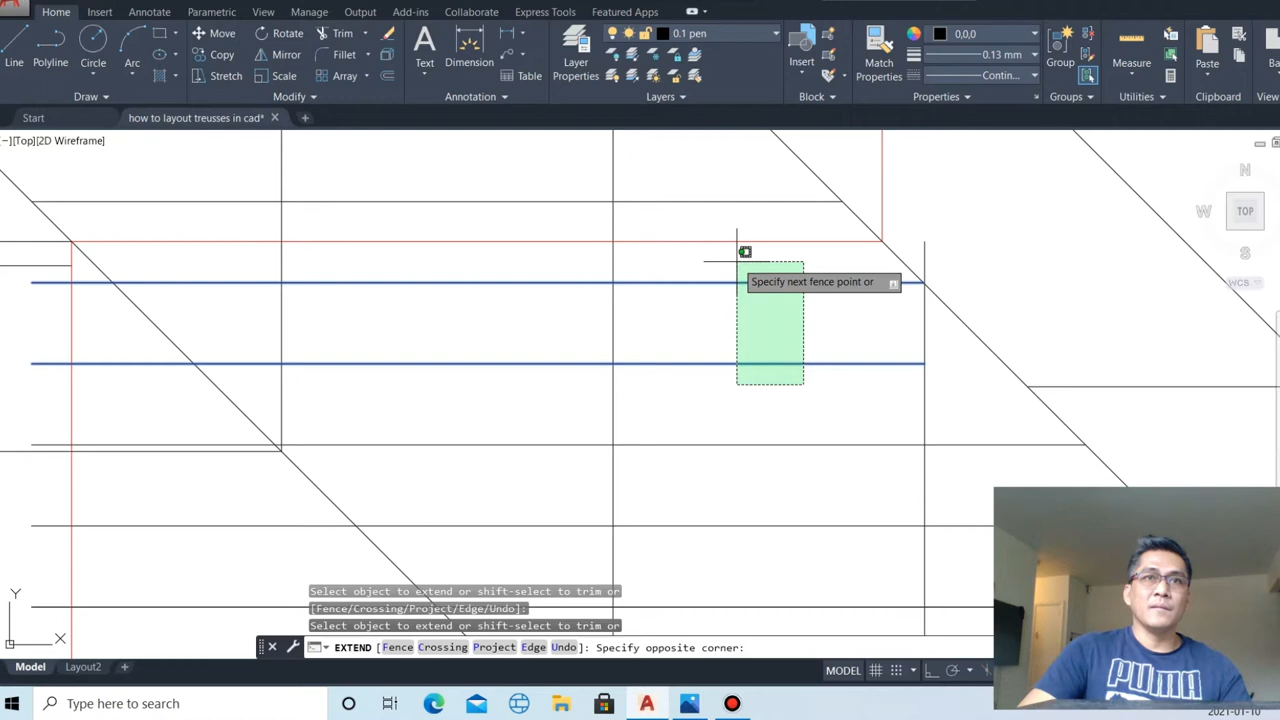 Home Insert Annotate Parametric View Manage Output Add-ins Collaborate Express Tools Featured Apps
Line Polyline Circle Arc
Move Rotate Trim
Copy Mirror Fillet
Stretch Scale Array
Text Dimension
Table
Layer Properties
0.1 pen
Insert
Match Properties
0,0,0
0.13 mm
Contin...
Group
Measure
Paste
Base
Draw Modify Annotation Layers Block Properties Groups Utilities Clipboard View
Start how to layout treusses in cad*
[−][Top][2D Wireframe]
N
W TOP
S
WCS
Specify next fence point or
Y
X
Select object to extend or shift-select to trim or
[Fence/Crossing/Project/Edge/Undo]:
Select object to extend or shift-select to trim or
EXTEND [Fence Crossing Project Edge Undo]: Specify opposite corner:
Model Layout2
MODEL
PUMA
Type here to search
2021-01-10